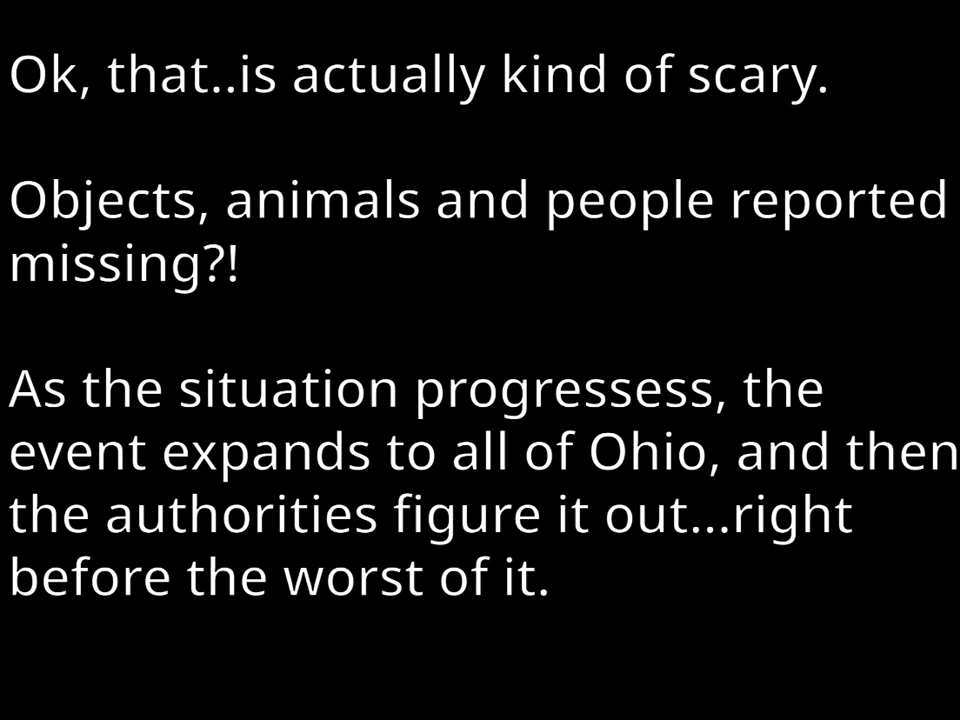 Ok, that..is actually kind of scary.
Objects, animals and people reported
missing?!
As the situation progressess, the
event expands to all of Ohio, and then
the authorities figure it out...right
before the worst of it.